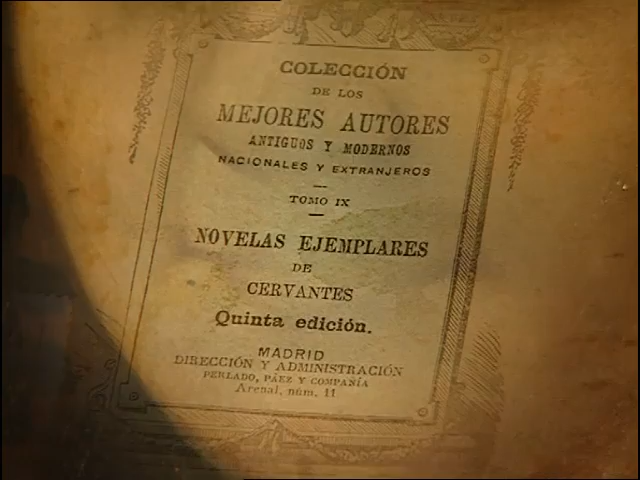 COLECCIÓN
DE LOS
MEJORES AUTORES
ANTIGUOS Y MODERNOS
NACIONALES Y EXTRANJEROS
TOMO IX
NOVELAS EJEMPLARES
DE
CERVANTES
Quinta edición.
MADRID
DIRECCIÓN Y ADMINISTRACIÓN
PERLADO, PÁEZ Y COMPAÑÍA
Arenal, núm. 11